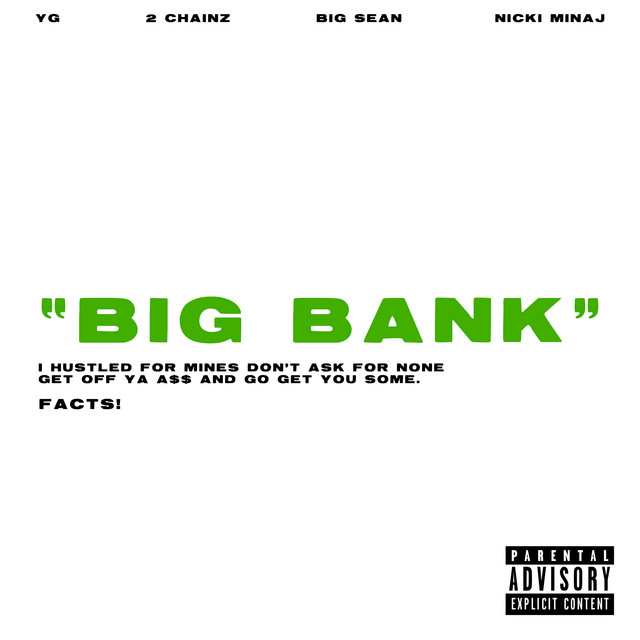 YG 2 CHAINZ BIG SEAN NICKI MINAJ
“BIG BANK”
I HUSTLED FOR MINES DON'T ASK FOR NONE
GET OFF YA A$$ AND GO GET YOU SOME.
FACTS!
PARENTAL
ADVISORY
EXPLICIT CONTENT